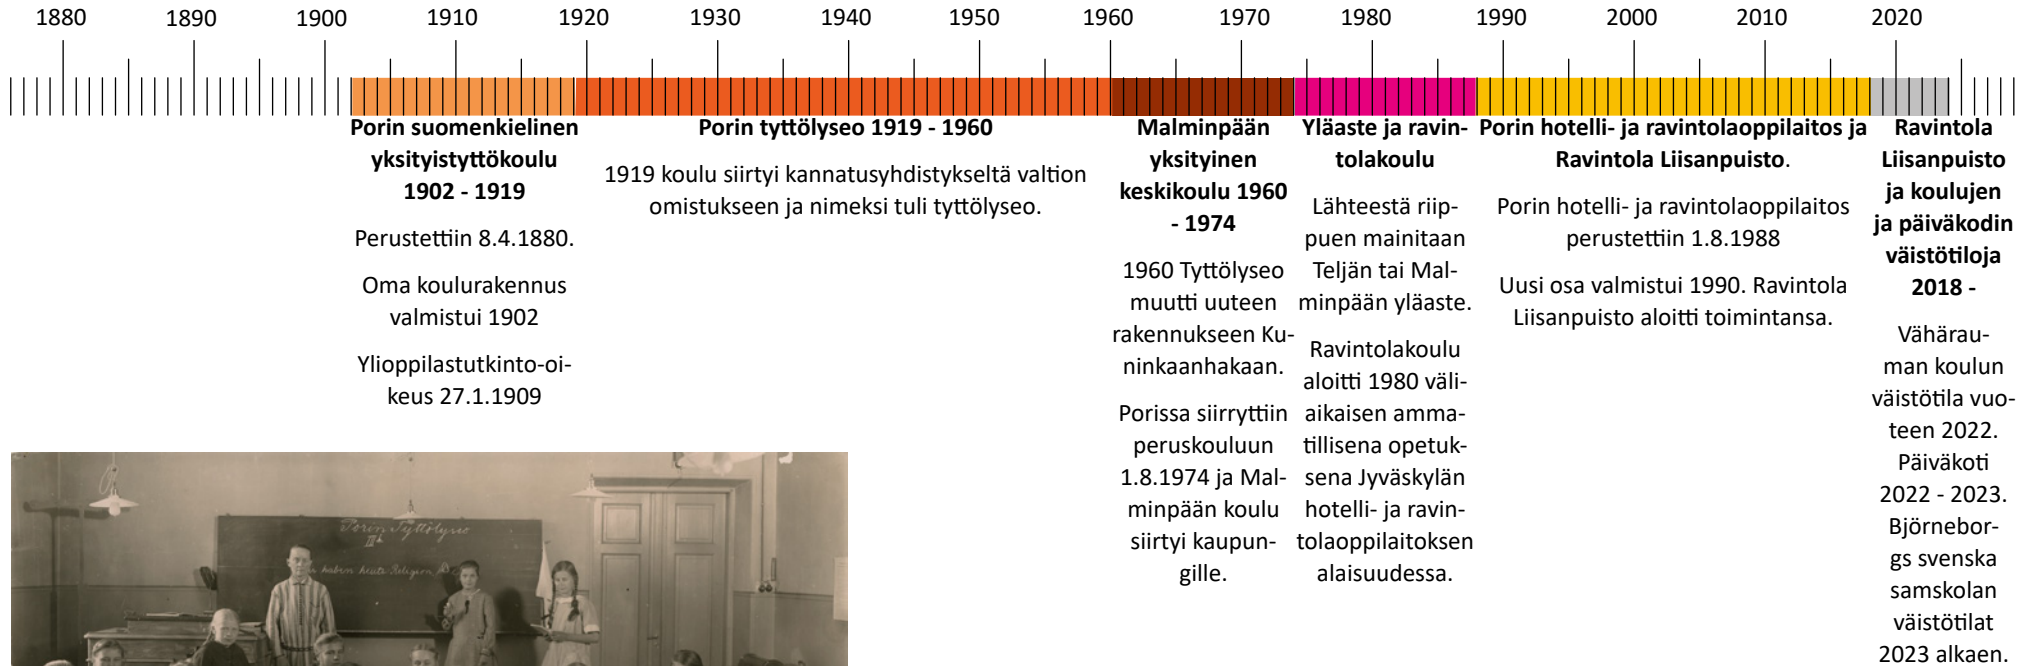 1880 1890 1900 1910 1920 1930 1940 1950 1960 1970 1980 1990 2000 2010 2020
Porin suomenkielinen
yksityistyttökoulu
1902 - 1919
Perustettiin 8.4.1880.
Oma koulurakennus
valmistui 1902
Ylioppilastutkinto-oi-
keus 27.1.1909
Porin tyttölyseo 1919 - 1960
1919 koulu siirtyi kannatusyhdistykseltä valtion
omistukseen ja nimeksi tuli tyttölyseo.
Malminpään
yksityinen
keskikoulu 1960
- 1974
1960 Tyttölyseo
muutti uuteen
rakennukseen Ku-
ninkaanhakaan.
Porissa siirryttiin
peruskouluun
1.8.1974 ja Mal-
minpään koulu
siirtyi kaupun-
gille.
Yläaste ja ravin-
tolakoulu
Lähteestä riip-
puen mainitaan
Teljän tai Mal-
minpään yläaste.
Ravintolakoulu
aloitti 1980 väli-
aikaisen amma-
tillisena opetuk-
sena Jyväskylän
hotelli- ja ravin-
tolaoppilaitoksen
alaisuudessa.
Porin hotelli- ja ravintolaoppilaitos ja
Ravintola Liisanpuisto.
Porin hotelli- ja ravintolaoppilaitos
perustettiin 1.8.1988
Uusi osa valmistui 1990. Ravintola
Liisanpuisto aloitti toimintansa.
Ravintola
Liisanpuisto
ja koulujen
ja päiväkodin
väistötiloja
2018 -
Vähärau-
man koulun
väistötila vuo-
teen 2022.
Päiväkoti
2022 - 2023.
Björnebor-
gs svenska
samskolan
väistötilat
2023 alkaen.
Porin Tyttölyseo
haben heute Religion